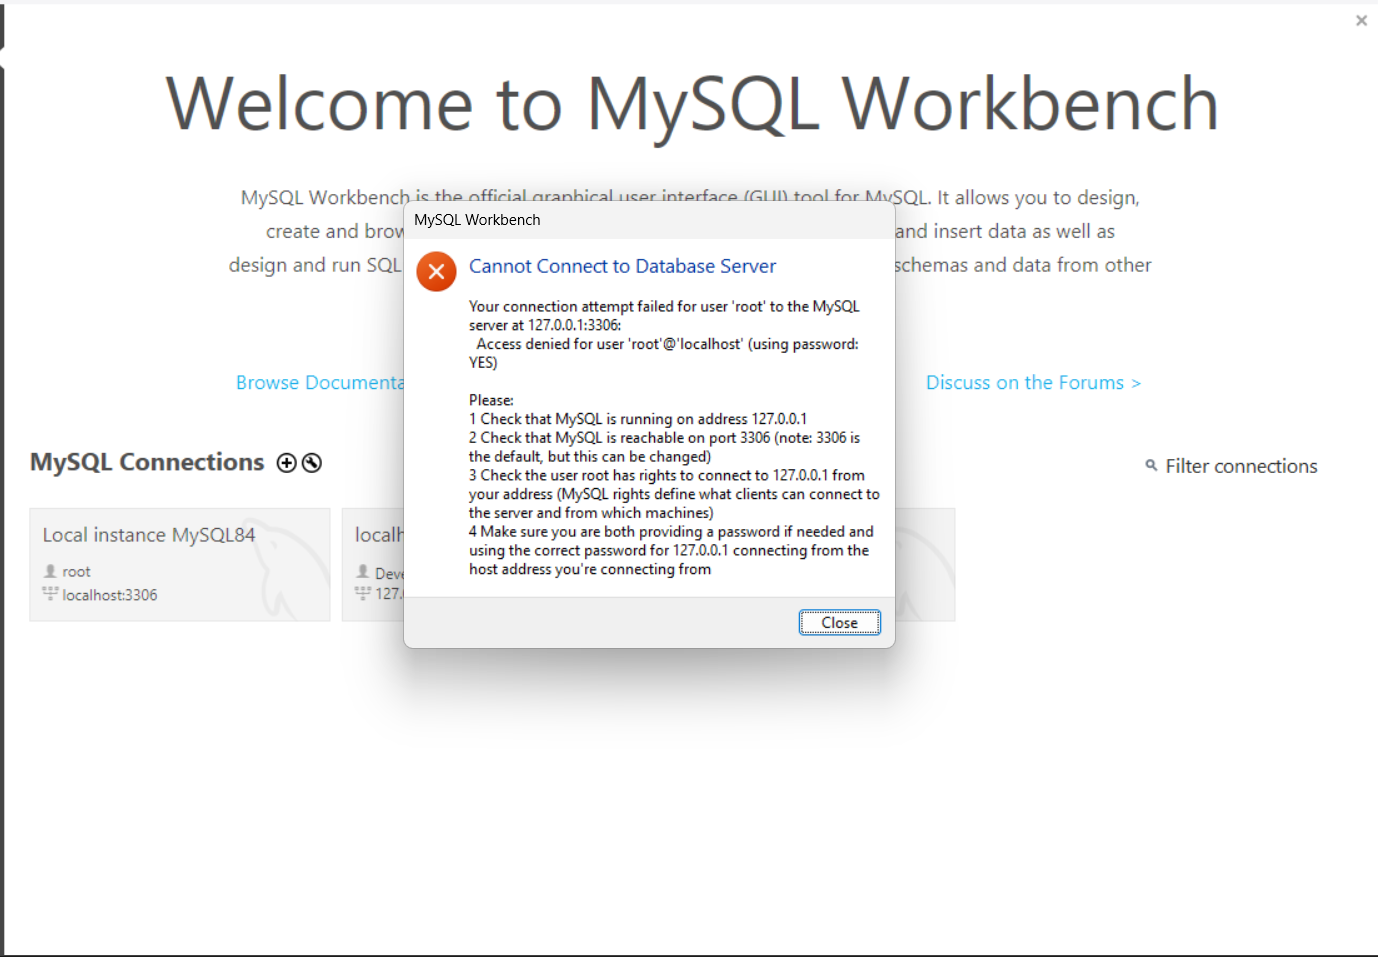 Welcome to MySQL Workbench
MySQL Workbench is the official graphical user interface (GUI) tool for MySQL. It allows you to design,
create and brow and insert data as well as
design and run SQL schemas and data from other
MySQL Workbench
Cannot Connect to Database Server
Your connection attempt failed for user 'root' to the MySQL
server at 127.0.0.1:3306:
Access denied for user 'root'@'localhost' (using password:
YES)
Please:
1 Check that MySQL is running on address 127.0.0.1
2 Check that MySQL is reachable on port 3306 (note: 3306 is
the default, but this can be changed)
3 Check the user root has rights to connect to 127.0.0.1 from
your address (MySQL rights define what clients can connect to
the server and from which machines)
4 Make sure you are both providing a password if needed and
using the correct password for 127.0.0.1 connecting from the
host address you're connecting from
Close
Browse Documenta
Discuss on the Forums >
MySQL Connections
Filter connections
Local instance MySQL84
root
localhost:3306
localh
Deve
127.